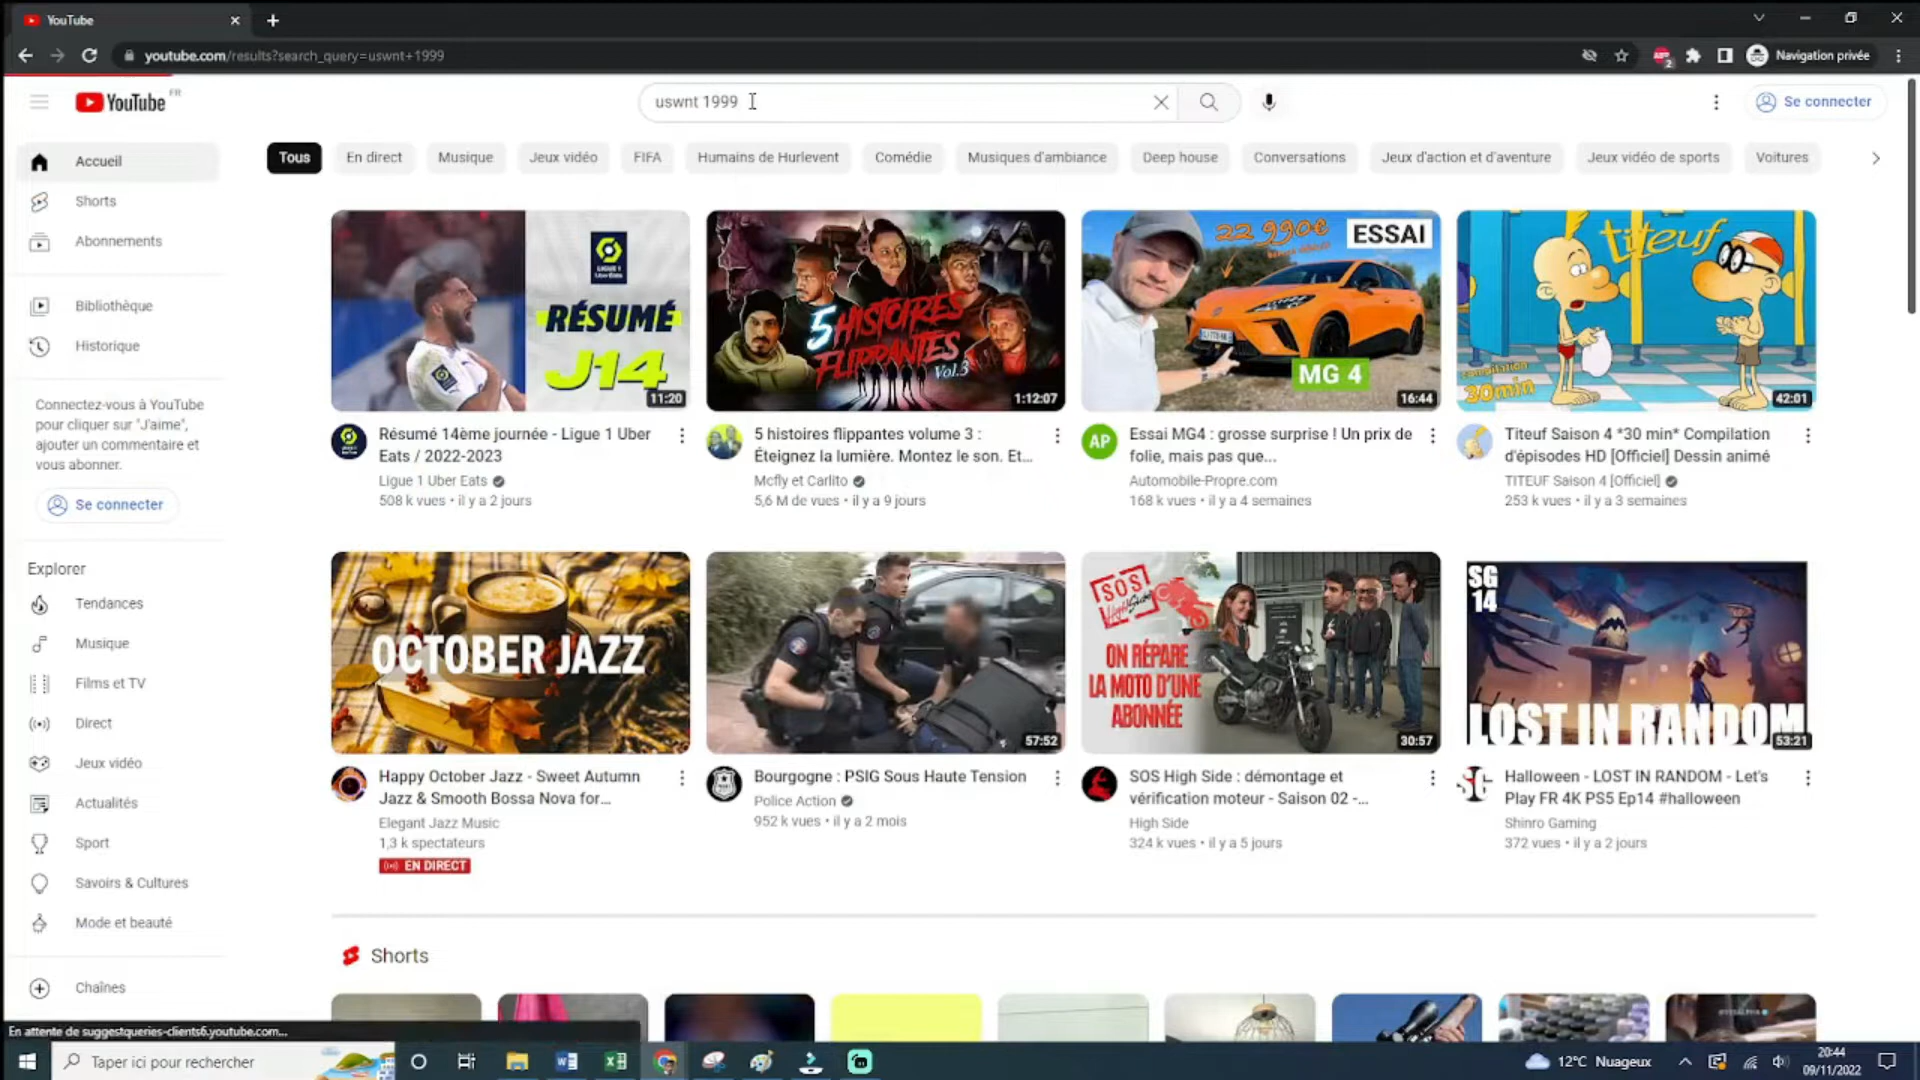 YouTube
youtube.com/results?search_query=uswnt+1999
Navigation privée
YouTube FR
uswnt 1999
Se connecter
Tous
En direct
Musique
Jeux vidéo
FIFA
Humains de Hurlevent
Comédie
Musiques d'ambiance
Deep house
Conversations
Jeux d'action et d'aventure
Jeux vidéo de sports
Voitures
Accueil
Shorts
Abonnements
Bibliothèque
Historique
Connectez-vous à YouTube
pour cliquer sur "J'aime",
ajouter un commentaire et
vous abonner.
Se connecter
Explorer
Tendances
Musique
Films et TV
Direct
Jeux vidéo
Actualités
Sport
Savoirs & Cultures
Mode et beauté
Chaînes
RÉSUMÉ
J14
11:20
Résumé 14ème journée - Ligue 1 Uber
Eats / 2022-2023
Ligue 1 Uber Eats
508 k vues • il y a 2 jours
5 HISTOIRES
FLIPPANTES
Vol.3
1:12:07
5 histoires flippantes volume 3 :
Éteignez la lumière. Montez le son. Et...
Mcfly et Carlito
5,6 M de vues • il y a 9 jours
22 990€
ESSAI
MG 4
16:44
AP
Essai MG4 : grosse surprise ! Un prix de
folie, mais pas que...
Automobile-Propre.com
168 k vues • il y a 4 semaines
titeuf
compilation
30min
42:01
Titeuf Saison 4 *30 min* Compilation
d'épisodes HD [Officiel] Dessin animé
TITEUF Saison 4 [Officiel]
253 k vues • il y a 3 semaines
OCTOBER JAZZ
Happy October Jazz - Sweet Autumn
Jazz & Smooth Bossa Nova for...
Elegant Jazz Music
1,3 k spectateurs
EN DIRECT
57:52
Bourgogne : PSIG Sous Haute Tension
Police Action
952 k vues • il y a 2 mois
SOS
High Side
ON RÉPARE
LA MOTO D'UNE
ABONNÉE
30:57
SOS High Side : démontage et
vérification moteur - Saison 02 -...
High Side
324 k vues • il y a 5 jours
SG
14
LOST IN RANDOM
53:21
Halloween - LOST IN RANDOM - Let's
Play FR 4K PS5 Ep14 #halloween
Shinro Gaming
372 vues • il y a 2 jours
Shorts
En attente de suggestqueries-clients6.youtube.com...
Taper ici pour rechercher
12°C Nuageux
20:44
09/11/2022